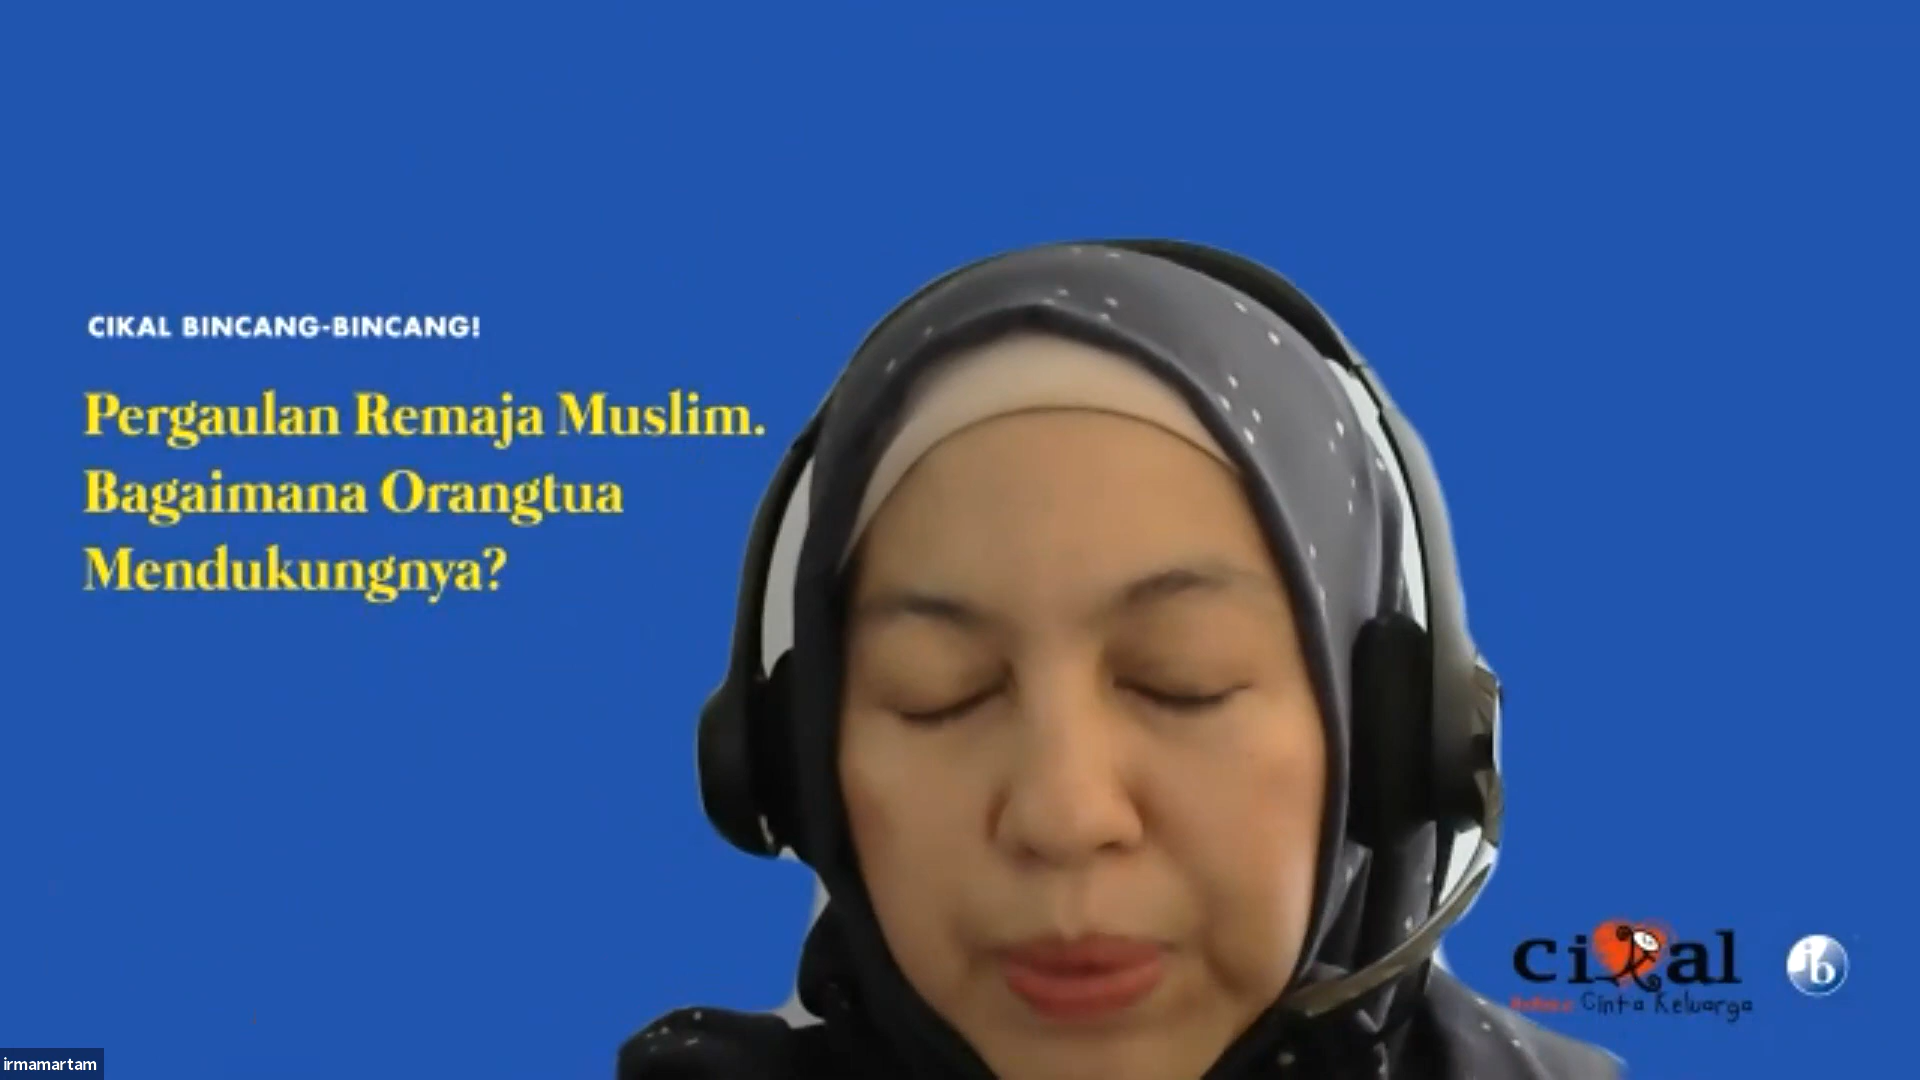 CIKAL BINCANG-BINCANG!
Pergaulan Remaja Muslim.
Bagaimana Orangtua
Mendukungnya?
cikal
Cinta Keluarga
ib
irmamartam